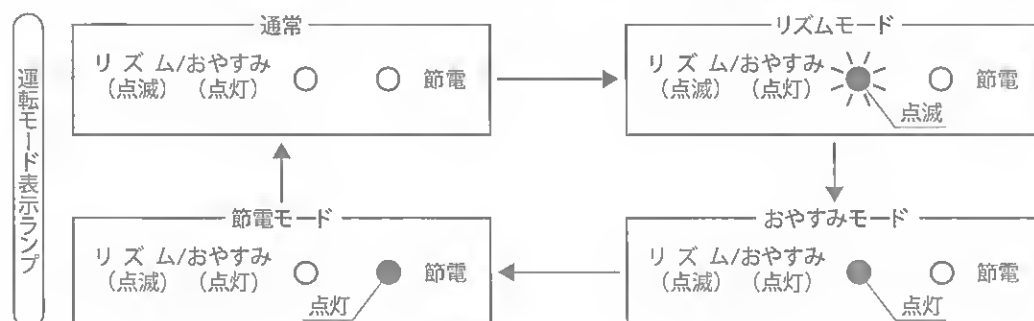 運転モード表示ランプ
通常
リズム/おやすみ 節電
(点滅) (点灯)
リズムモード
リズム/おやすみ 節電
(点滅) (点灯)
点滅
節電モード
リズム/おやすみ 節電
(点滅) (点灯)
点灯
おやすみモード
リズム/おやすみ 節電
(点滅) (点灯)
点灯